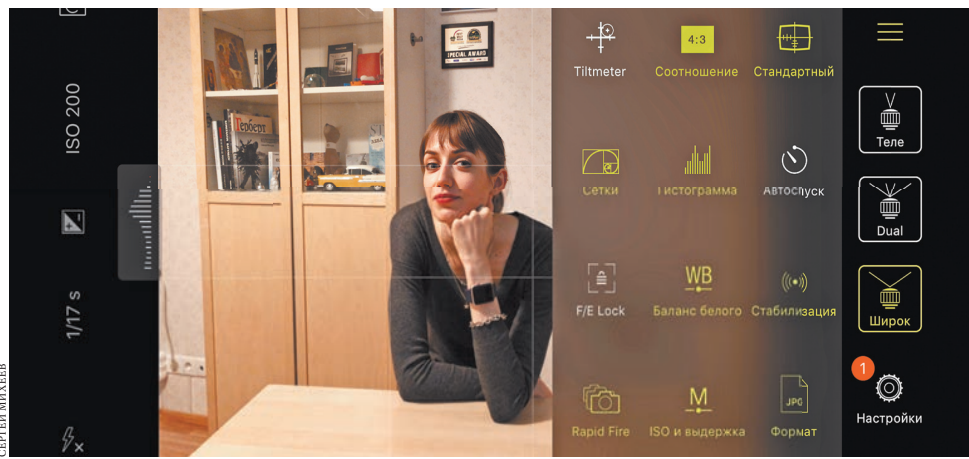 ISO 200
1/17 s
СЕРГЕЙ МИХЕЕВ
SPECIAL AWARD
Герберт
Tiltmeter
4:3
Соотношение
Стандартный
Сетки
Гистограмма
Автоспуск
F/E Lock
WB
Баланс белого
Стабилизация
Rapid Fire
M
ISO и выдержка
JPG
Формат
Теле
Dual
Широк
1
Настройки